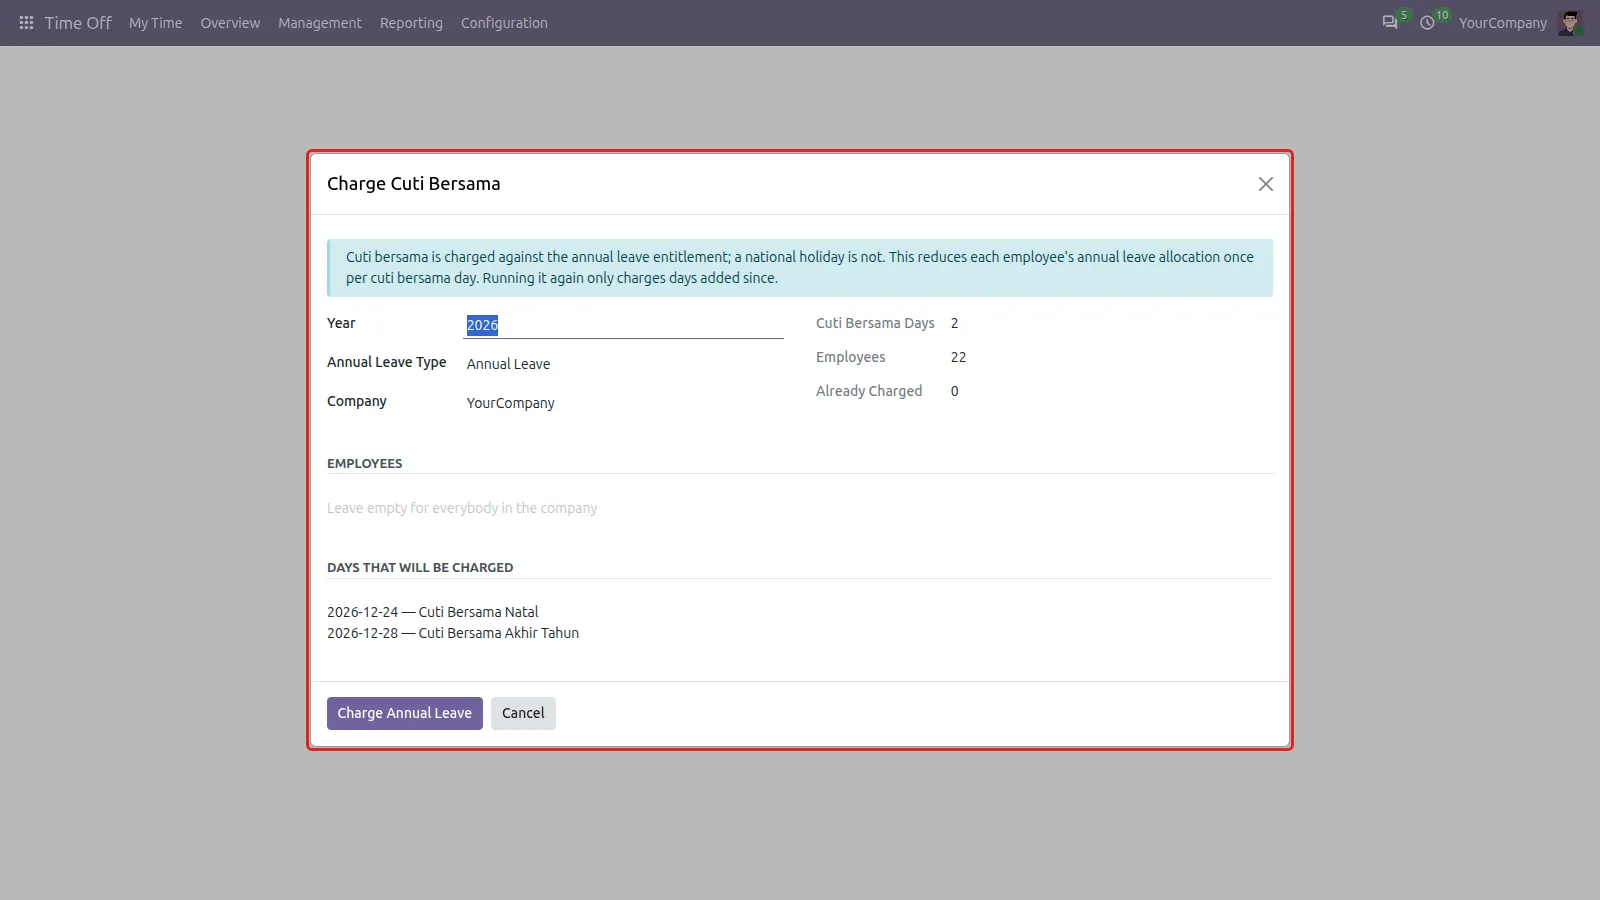 Time Off My Time Overview Management Reporting Configuration 5 10 YourCompany
Charge Cuti Bersama
Cuti bersama is charged against the annual leave entitlement; a national holiday is not. This reduces each employee's annual leave allocation once
per cuti bersama day. Running it again only charges days added since.
Year 2026
Annual Leave Type Annual Leave
Company YourCompany
Cuti Bersama Days 2
Employees 22
Already Charged 0
EMPLOYEES
Leave empty for everybody in the company
DAYS THAT WILL BE CHARGED
2026-12-24 — Cuti Bersama Natal
2026-12-28 — Cuti Bersama Akhir Tahun
Charge Annual Leave Cancel